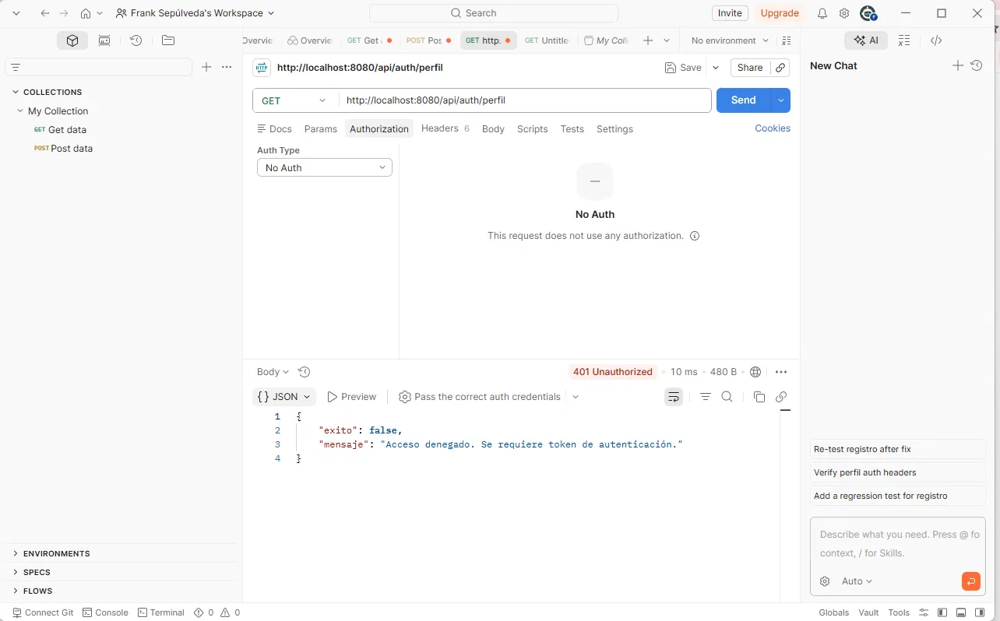 Frank Sepúlveda's Workspace
Search
Invite
Upgrade
Overvie
Overvie
GET Get
POST Pos
GET http.
GET Untitle
My Coll
No environment
AI
http://localhost:8080/api/auth/perfil
Save
Share
New Chat
COLLECTIONS
My Collection
GET Get data
POST Post data
GET
http://localhost:8080/api/auth/perfil
Send
Docs
Params
Authorization
Headers 6
Body
Scripts
Tests
Settings
Cookies
Auth Type
No Auth
No Auth
This request does not use any authorization.
Body
401 Unauthorized
10 ms
480 B
{} JSON
Preview
Pass the correct auth credentials
1 {
2 "exito": false,
3 "mensaje": "Acceso denegado. Se requiere token de autenticación."
4 }
Re-test registro after fix
Verify perfil auth headers
Add a regression test for registro
Describe what you need. Press @ fo
context, / for Skills.
Auto
ENVIRONMENTS
SPECS
FLOWS
Connect Git
Console
Terminal
0
0
Globals
Vault
Tools